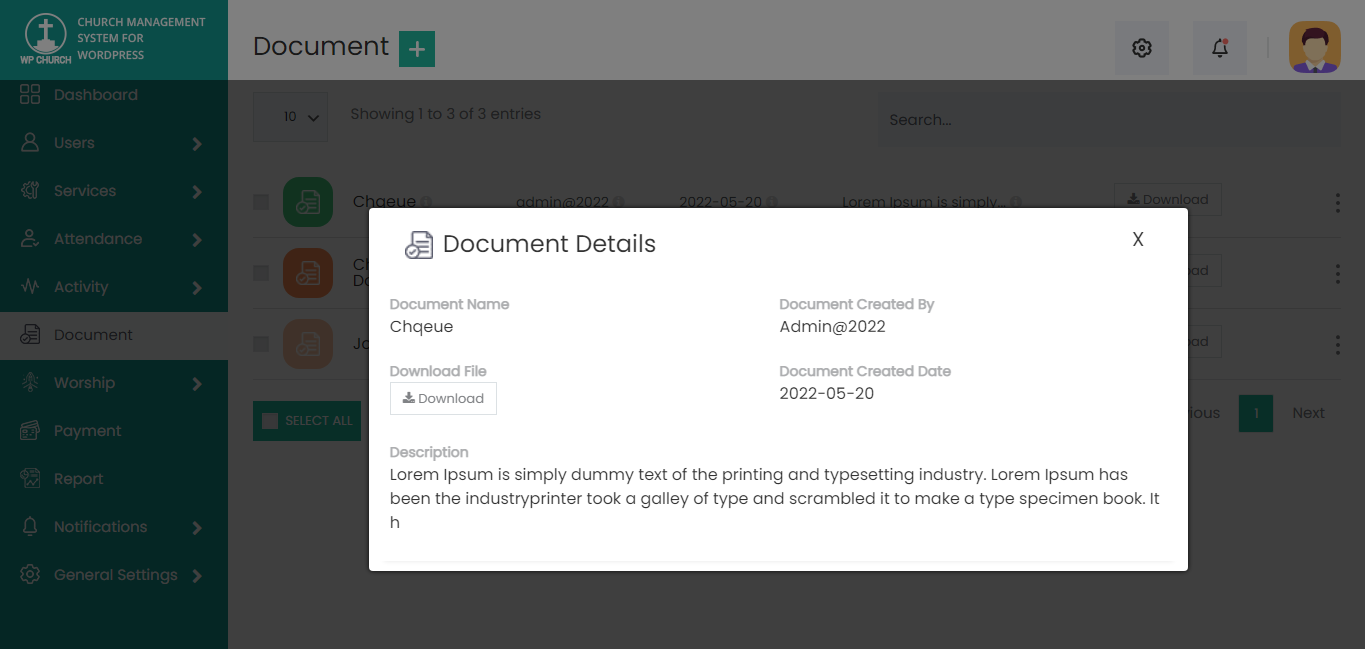 CHURCH MANAGEMENT
SYSTEM FOR
WORDPRESS
WP CHURCH
Document +
Dashboard
Users
Services
Attendance
Activity
Document
Worship
Payment
Report
Notifications
General Settings
10
Showing 1 to 3 of 3 entries
Search...
Chqeue admin@2022 2022-05-20 Lorem Ipsum is simply... Download
SELECT ALL
1 Next
Document Details X
Document Name
Chqeue
Document Created By
Admin@2022
Download File
Download
Document Created Date
2022-05-20
Description
Lorem Ipsum is simply dummy text of the printing and typesetting industry. Lorem Ipsum has
been the industryprinter took a galley of type and scrambled it to make a type specimen book. It
h